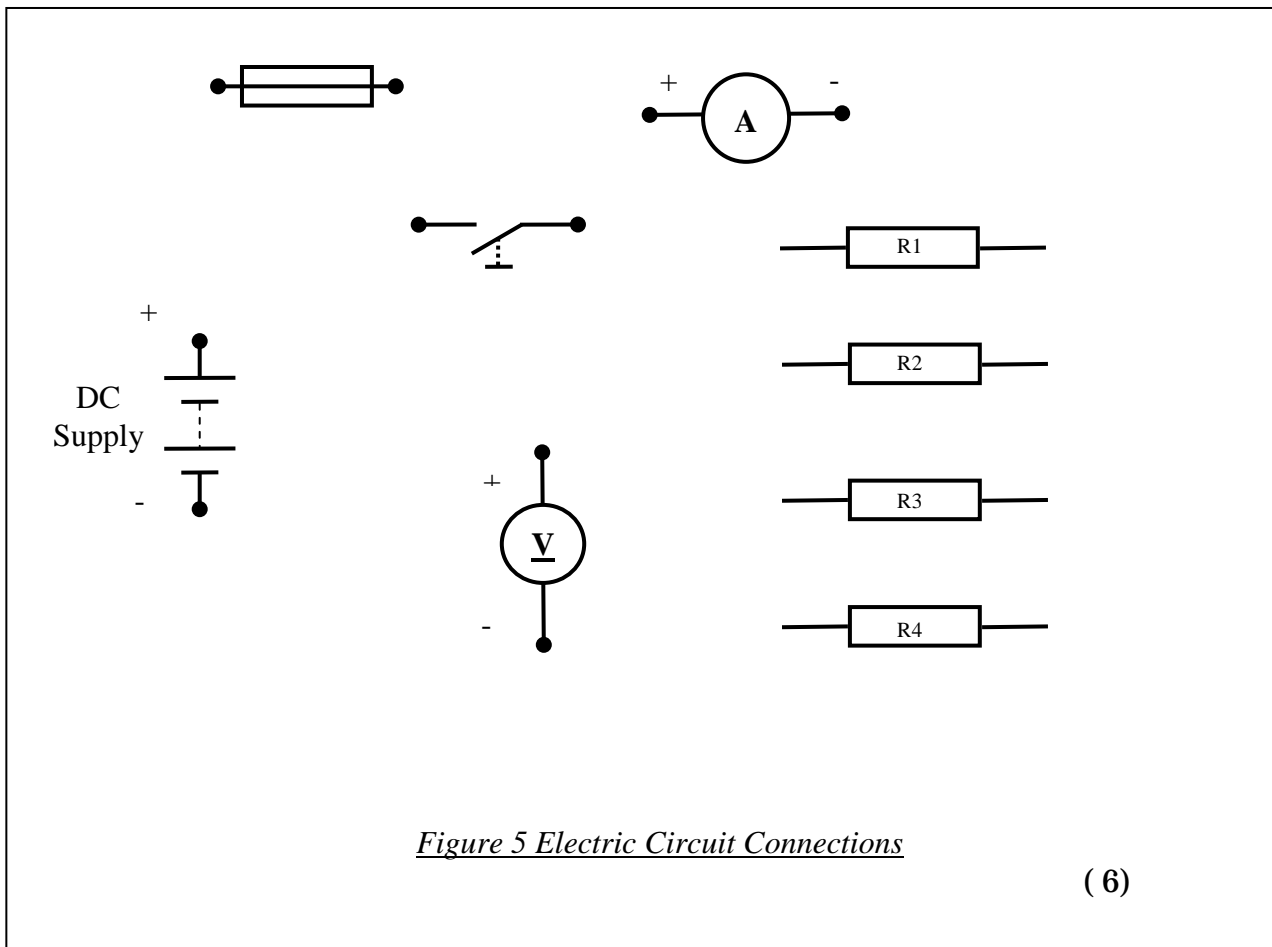 +
-
A
R1
+
R2
DC
Supply
-
+
R3
V
-
R4
Figure 5 Electric Circuit Connections
( 6)